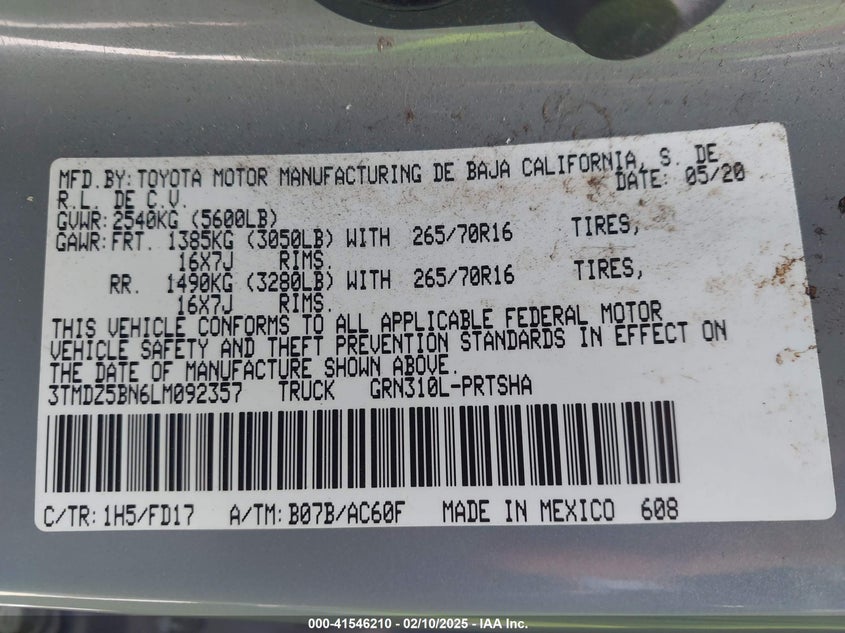 MFD.BY: TOYOTA MOTOR MANUFACTURING DE BAJA CALIFORNIA, S. DE
R.L. DE C.V. DATE: 05/20
GVWR: 2540KG (5600LB)
GAWR: FRT. 1385KG (3050LB) WITH 265/70R16 TIRES,
16X7J RIMS.
RR. 1490KG (3280LB) WITH 265/70R16 TIRES,
16X7J RIMS.
THIS VEHICLE CONFORMS TO ALL APPLICABLE FEDERAL MOTOR
VEHICLE SAFETY AND THEFT PREVENTION STANDARDS IN EFFECT ON
THE DATE OF MANUFACTURE SHOWN ABOVE.
3TMDZ5BN6LM092357 TRUCK GRN310L-PRTSHA
C/TR: 1H5/FD17 A/TM: B07B/AC60F MADE IN MEXICO 608
000-41546210 - 02/10/2025 - IAA Inc.